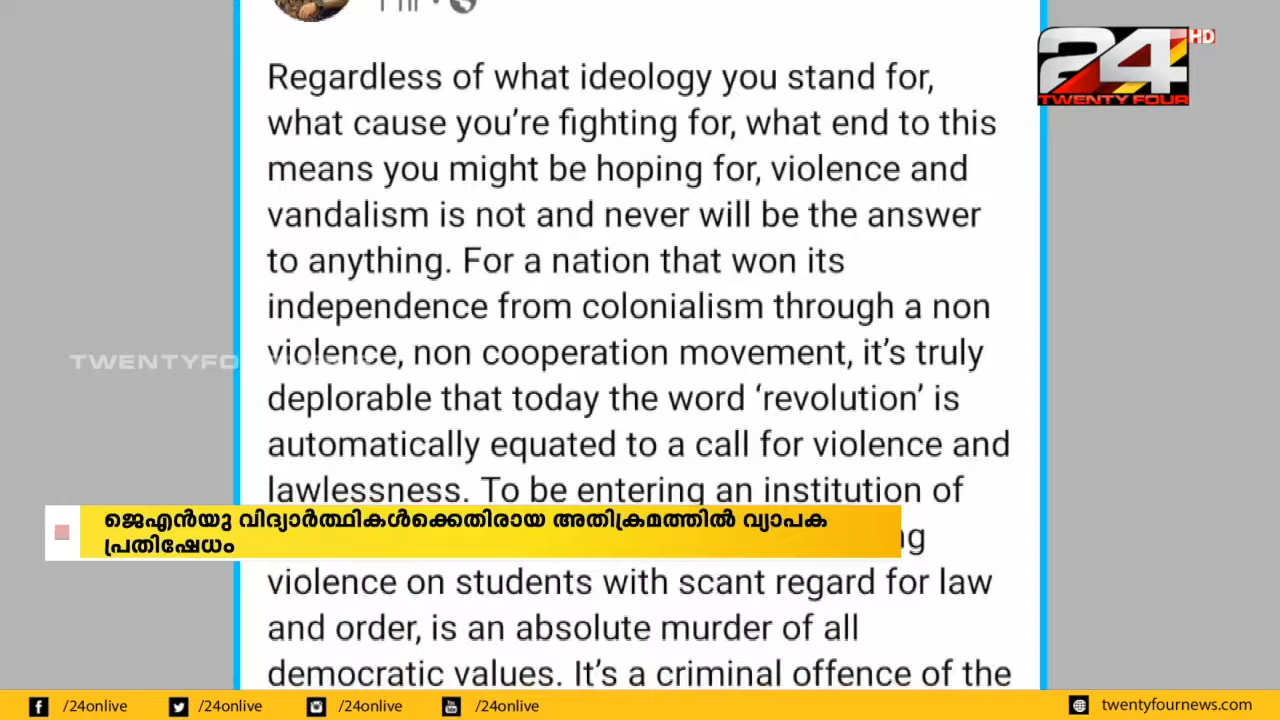 1 hr
Regardless of what ideology you stand for,
what cause you're fighting for, what end to this
means you might be hoping for, violence and
vandalism is not and never will be the answer
to anything. For a nation that won its
independence from colonialism through a non
violence, non cooperation movement, it's truly
deplorable that today the word 'revolution' is
automatically equated to a call for violence and
lawlessness. To be entering an institution of
violence on students with scant regard for law
and order, is an absolute murder of all
democratic values. It's a criminal offence of the
24 HD
TWENTY FOUR
ജെഎൻയു വിദ്യാർത്ഥികൾക്കെതിരായ അതിക്രമത്തിൽ വ്യാപക
പ്രതിഷേധം
/24onlive /24onlive /24onlive /24onlive twentyfournews.com